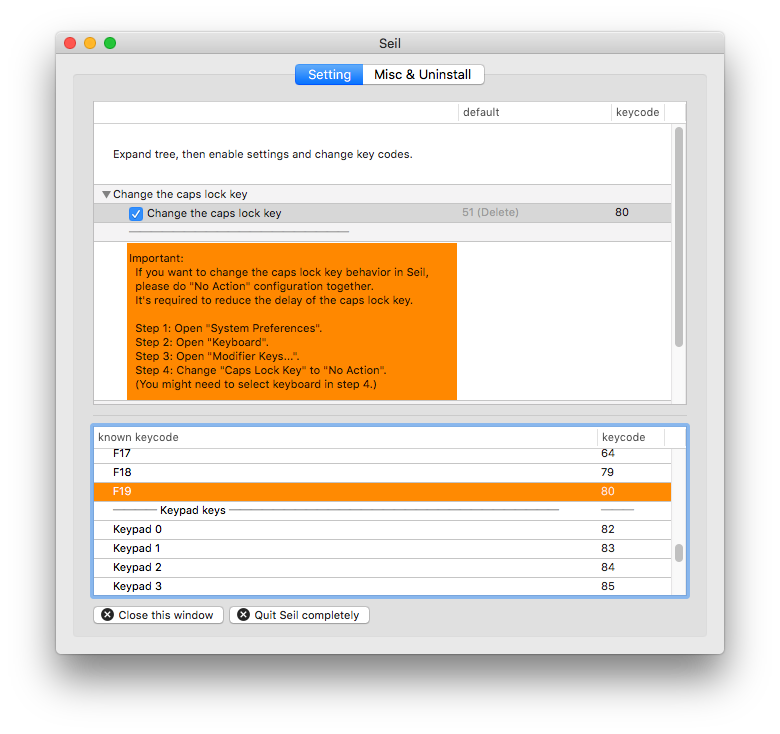 Seil
Setting Misc & Uninstall
default keycode
Expand tree, then enable settings and change key codes.
Change the caps lock key
Change the caps lock key 51 (Delete) 80
Important:
If you want to change the caps lock key behavior in Seil,
please do "No Action" configuration together.
It's required to reduce the delay of the caps lock key.
Step 1: Open "System Preferences".
Step 2: Open "Keyboard".
Step 3: Open "Modifier Keys...".
Step 4: Change "Caps Lock Key" to "No Action".
(You might need to select keyboard in step 4.)
known keycode keycode
F17 64
F18 79
F19 80
Keypad keys
Keypad 0 82
Keypad 1 83
Keypad 2 84
Keypad 3 85
Close this window Quit Seil completely